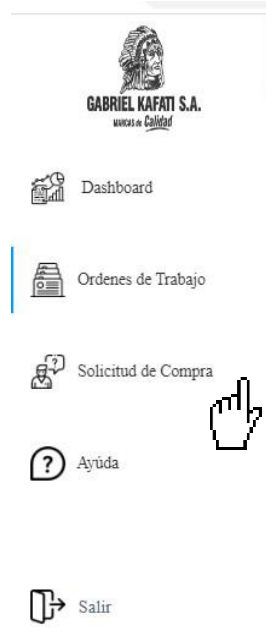 GABRIEL KAFATI S.A.
MARCAS de Calidad
Dashboard
Ordenes de Trabajo
Solicitud de Compra
Ayúda
Salir